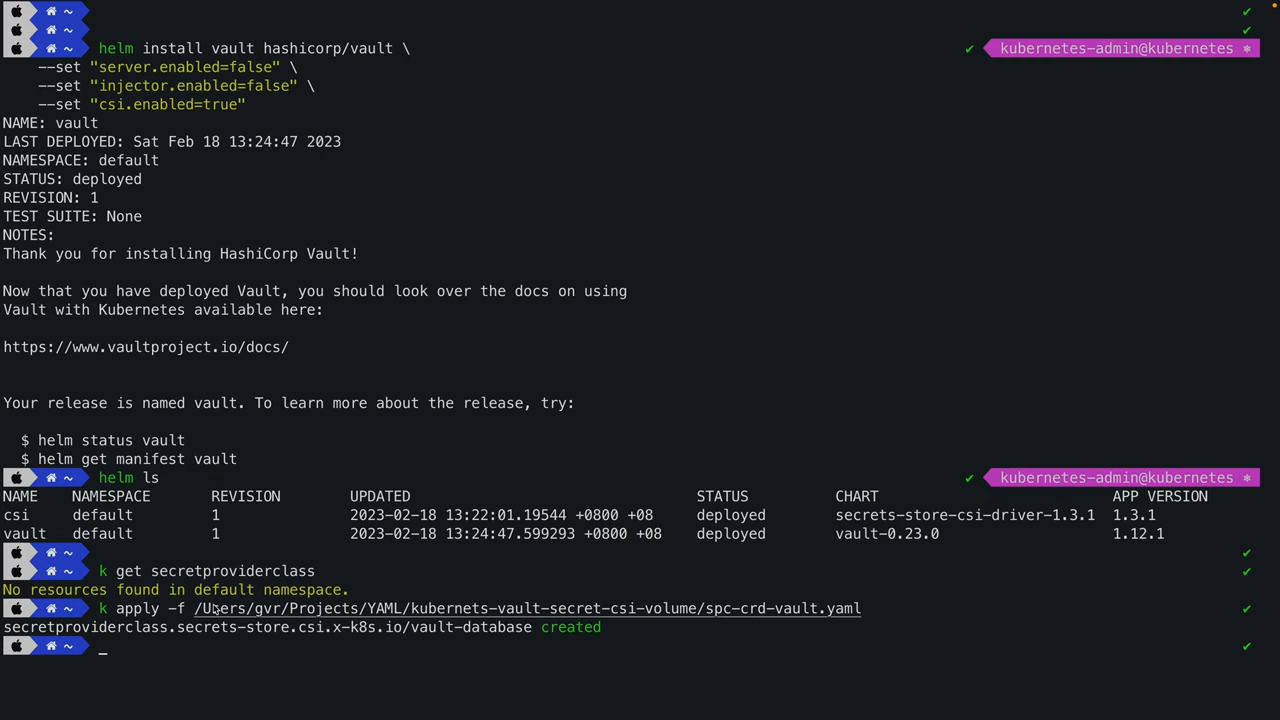 ~
~
~ helm install vault hashicorp/vault \ ✔ kubernetes-admin@kubernetes ⎈
--set "server.enabled=false" \
--set "injector.enabled=false" \
--set "csi.enabled=true"
NAME: vault
LAST DEPLOYED: Sat Feb 18 13:24:47 2023
NAMESPACE: default
STATUS: deployed
REVISION: 1
TEST SUITE: None
NOTES:
Thank you for installing HashiCorp Vault!
Now that you have deployed Vault, you should look over the docs on using
Vault with Kubernetes available here:
https://www.vaultproject.io/docs/
Your release is named vault. To learn more about the release, try:
$ helm status vault
$ helm get manifest vault
~ helm ls ✔ kubernetes-admin@kubernetes ⎈
NAME NAMESPACE REVISION UPDATED STATUS CHART APP VERSION
csi default 1 2023-02-18 13:22:01.19544 +0800 +08 deployed secrets-store-csi-driver-1.3.1 1.3.1
vault default 1 2023-02-18 13:24:47.599293 +0800 +08 deployed vault-0.23.0 1.12.1
~
~ k get secretproviderclass
No resources found in default namespace.
~ k apply -f /Users/gvr/Projects/YAML/kubernets-vault-secret-csi-volume/spc-crd-vault.yaml
secretproviderclass.secrets-store.csi.x-k8s.io/vault-database created
~ _